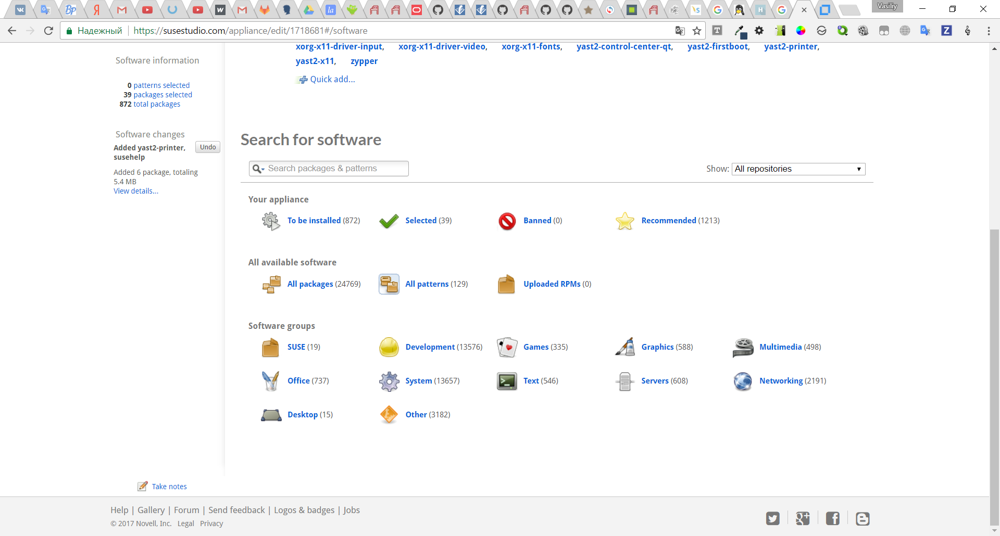 Vasiliy
Надежный https://susestudio.com/appliance/edit/1718681#/software
xorg-x11-driver-input, xorg-x11-driver-video, xorg-x11-fonts, yast2-control-center-qt, yast2-firstboot, yast2-printer,
yast2-x11, zypper
Quick add...
Software information
0 patterns selected
39 packages selected
872 total packages
Software changes
Added yast2-printer, susehelp
Undo
Added 6 package, totaling
5.4 MB
View details...
Search for software
Search packages & patterns
Show: All repositories
Your appliance
To be installed (872) Selected (39) Banned (0) Recommended (1213)
All available software
All packages (24769) All patterns (129) Uploaded RPMs (0)
Software groups
SUSE (19) Development (13576) Games (335) Graphics (588) Multimedia (498)
Office (737) System (13657) Text (546) Servers (608) Networking (2191)
Desktop (15) Other (3182)
Take notes
Help | Gallery | Forum | Send feedback | Logos & badges | Jobs
© 2017 Novell, Inc. Legal Privacy